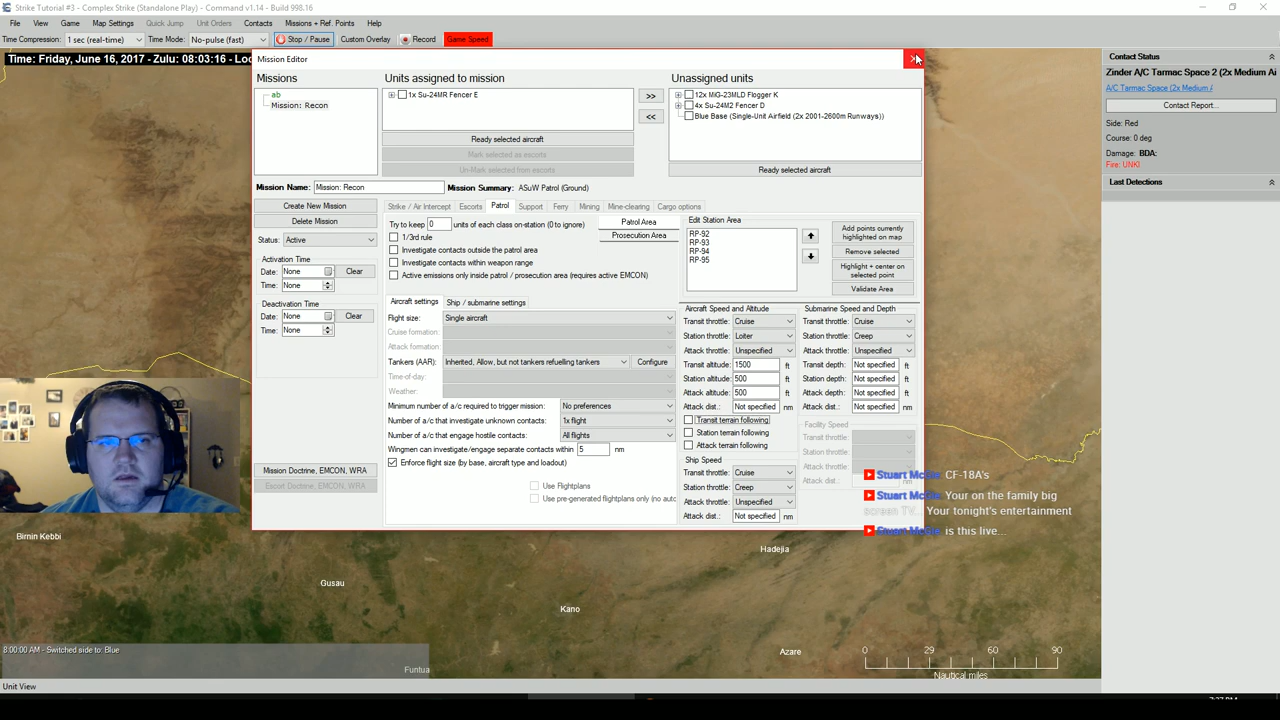 Strike Tutorial #3 - Complex Strike (Standalone Play) - Command v1.14 - Build 998.16
File View Game Map Settings Quick Jump Unit Orders Contacts Missions + Ref. Points Help
Time Compression: 1 sec (real-time) Time Mode: No-pulse (fast) Stop / Pause Custom Overlay Record Game Speed
Time: Friday, June 16, 2017 - Zulu: 08:03:16 - Loc
Mission Editor
Missions
ab
Mission: Recon
Units assigned to mission
1x Su-24MR Fencer E
>>
<<
Unassigned units
12x MiG-23MLD Flogger K
4x Su-24M2 Fencer D
Blue Base (Single-Unit Airfield (2x 2001-2600m Runways))
Ready selected aircraft
Mark selected as escorts
Un-Mark selected from escorts
Ready selected aircraft
Mission Name: Mission: Recon Mission Summary: ASuW Patrol (Ground)
Create New Mission
Delete Mission
Status: Active
Activation Time
Date: None Clear
Time: None
Deactivation Time
Date: None Clear
Time: None
Mission Doctrine, EMCON, WRA
Escort Doctrine, EMCON, WRA
Strike / Air Intercept Escorts Patrol Support Ferry Mining Mine-clearing Cargo options
Try to keep 0 units of each class on-station (0 to ignore)
1/3rd rule
Investigate contacts outside the patrol area
Investigate contacts within weapon range
Active emissions only inside patrol / prosecution area (requires active EMCON)
Patrol Area
Prosecution Area
Edit Station Area
RP-92
RP-93
RP-94
RP-95
Add points currently
highlighted on map
Remove selected
Highlight + center on
selected point
Validate Area
Aircraft settings Ship / submarine settings
Flight size: Single aircraft
Cruise formation:
Attack formation:
Tankers (AAR): Inherited, Allow, but not tankers refuelling tankers Configure
Time-of-day:
Weather:
Minimum number of a/c required to trigger mission: No preferences
Number of a/c that investigate unknown contacts: 1x flight
Number of a/c that engage hostile contacts: All flights
Wingmen can investigate/engage separate contacts within 5 nm
Enforce flight size (by base, aircraft type and loadout)
Use Flightplans
Use pre-generated flightplans only (no auto
Aircraft Speed and Altitude
Transit throttle: Cruise
Station throttle: Loiter
Attack throttle: Unspecified
Transit altitude: 1500 ft
Station altitude: 500 ft
Attack altitude: 500 ft
Attack dist.: Not specified nm
Transit terrain following
Station terrain following
Attack terrain following
Ship Speed
Transit throttle: Cruise
Station throttle: Creep
Attack throttle: Unspecified
Attack dist.: Not specified nm
Submarine Speed and Depth
Transit throttle: Cruise
Station throttle: Creep
Attack throttle: Unspecified
Transit depth: Not specified ft
Station depth: Not specified ft
Attack depth: Not specified ft
Attack dist.: Not specified nm
Facility Speed
Transit throttle:
Station throttle:
Attack throttle:
Attack dist.:
Contact Status
Zinder A/C Tarmac Space 2 (2x Medium Ai
A/C Tarmac Space (2x Medium A
Contact Report...
Side: Red
Course: 0 deg
Damage: BDA:
Fire: UNK!
Last Detections
CF-18A's
Your on the family big
screen TV... Your tonight's entertainment
is this live...
Birnin Kebbi
Gusau
Kano
Hadejia
Azare
Funtua
8:00:00 AM - Switched side to: Blue
0 29 60 90
Nautical miles
Unit View